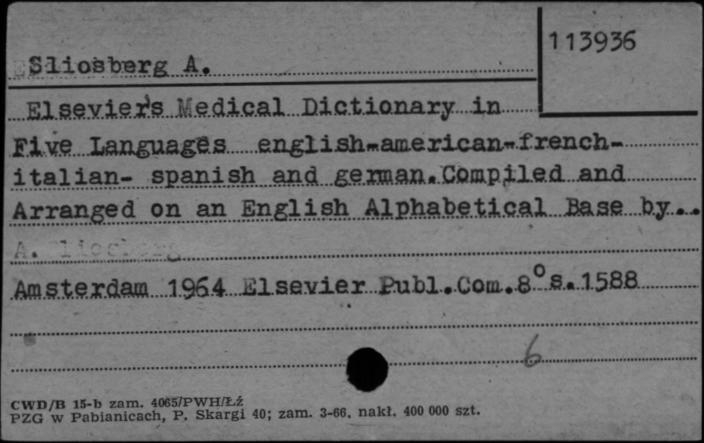 Sliosberg A.
113936
Elsevier's Medical Dictionary in
Five Languages english-american-french-
italian- spanish and german.Compiled and
Arranged on an English Alphabetical Base by..
A.
Amsterdam 1964 Elsevier Publ.Com.8° s.1588
6
CWD/B 15-b zam. 4065/PWH/Łź
PZG w Pabianicach, P. Skargi 40; zam. 3-66. nakł. 400 000 szt.